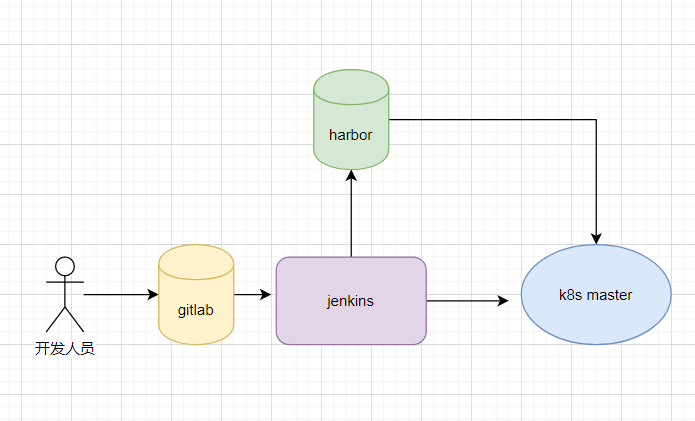 harbor
gitlab
jenkins
k8s master
开发人员